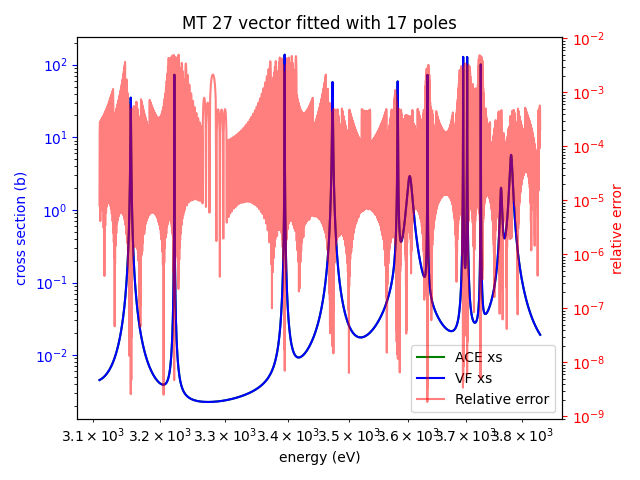 MT 27 vector fitted with 17 poles
10²
10¹
10⁰
10⁻¹
10⁻²
cross section (b)
10⁻²
10⁻³
10⁻⁴
10⁻⁵
10⁻⁶
10⁻⁷
10⁻⁸
10⁻⁹
relative error
ACE xs
VF xs
Relative error
3.1 × 10³ 3.2 × 10³ 3.3 × 10³ 3.4 × 10³ 3.5 × 10³ 3.6 × 10³ 3.7 × 10³ 3.8 × 10³
energy (eV)